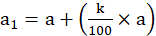 a₁ = a + (k/100 × a)